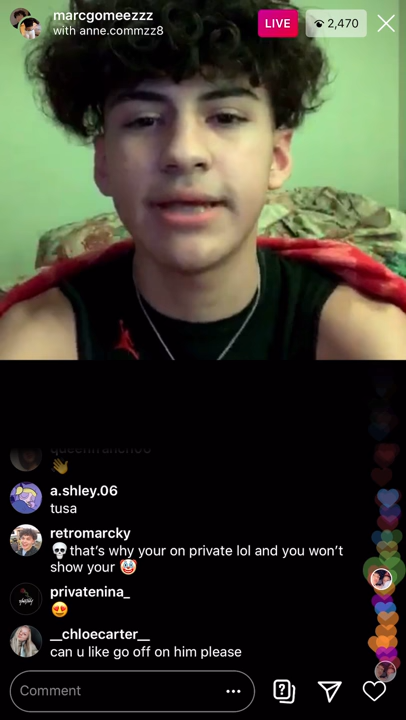 marcgomeezzz
with anne.commzz8
LIVE
2,470
👋
a.shley.06
tusa
retromarcky
💀that’s why your on private lol and you won’t
show your 🤡
privatenina_
😍
__chloecarter__
can u like go off on him please
Comment